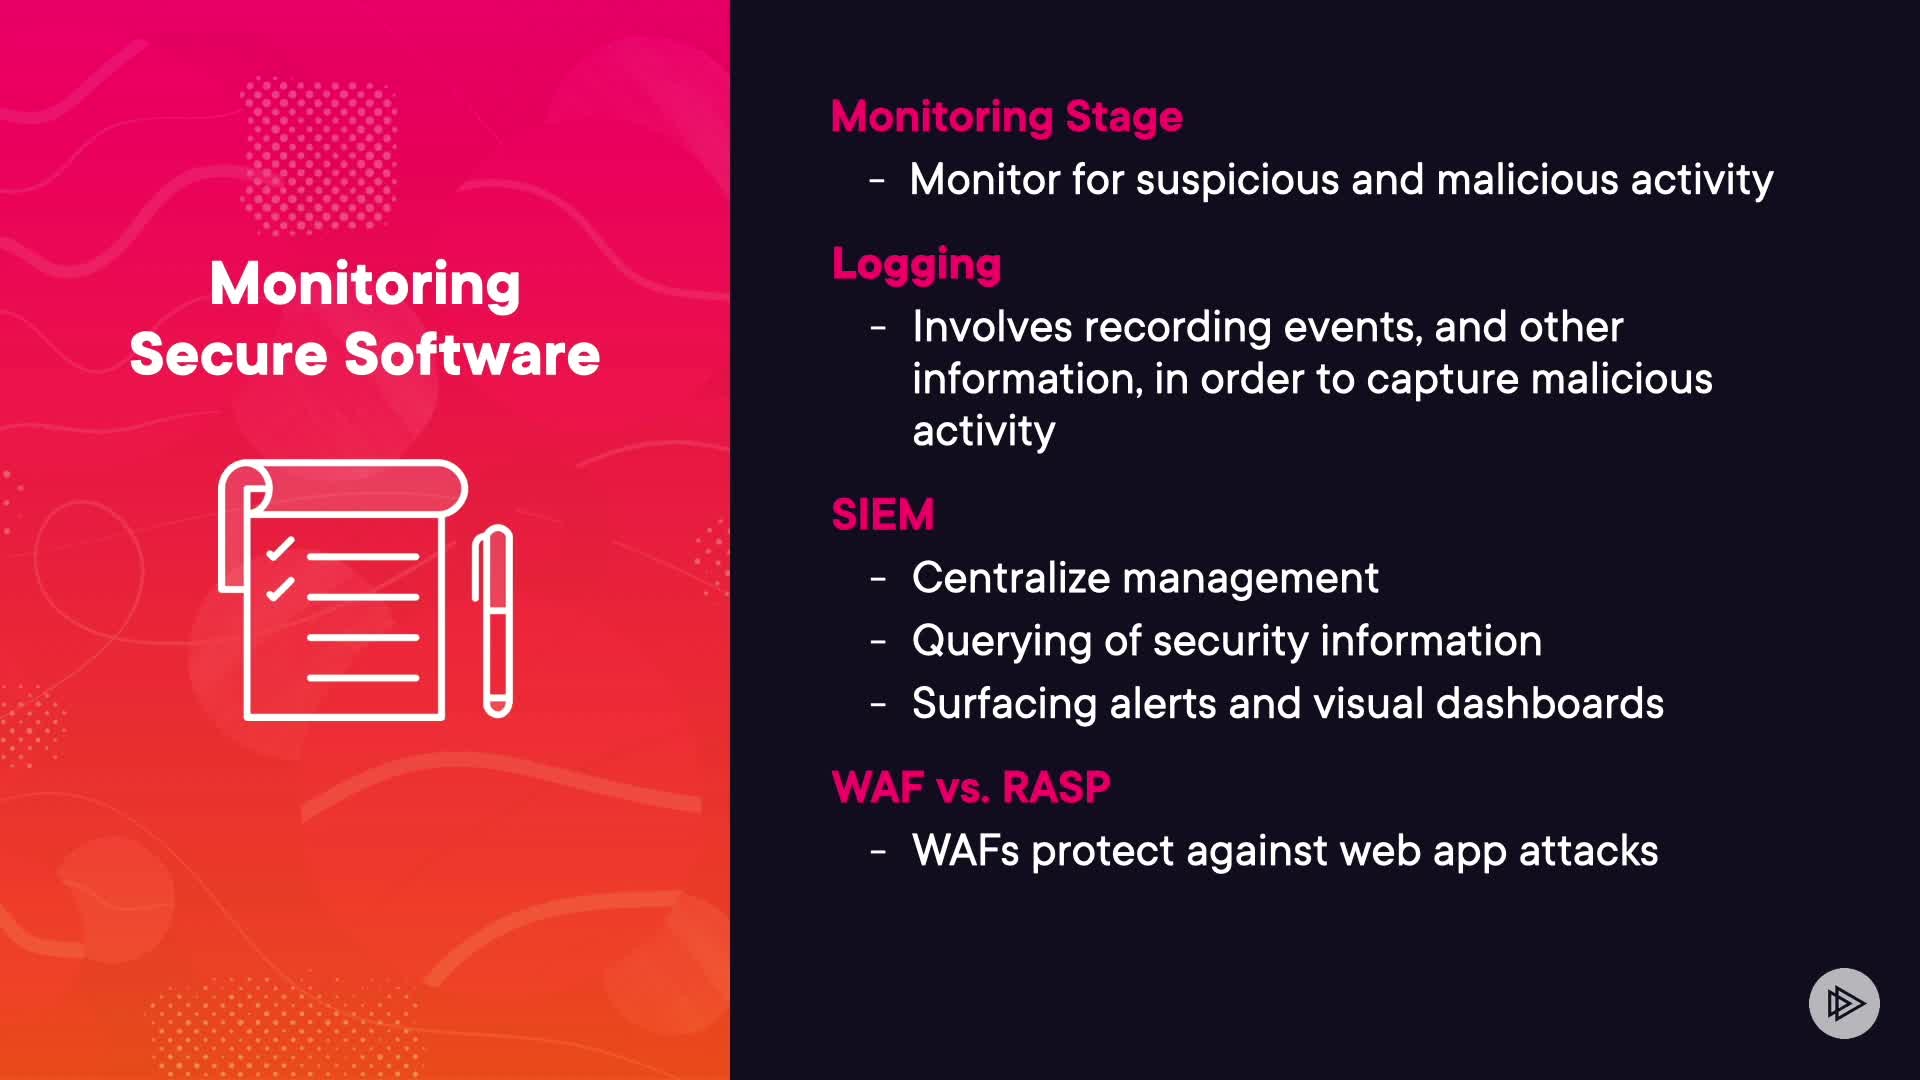 Monitoring
Secure Software
Monitoring Stage
- Monitor for suspicious and malicious activity
Logging
- Involves recording events, and other
information, in order to capture malicious
activity
SIEM
- Centralize management
- Querying of security information
- Surfacing alerts and visual dashboards
WAF vs. RASP
- WAFs protect against web app attacks